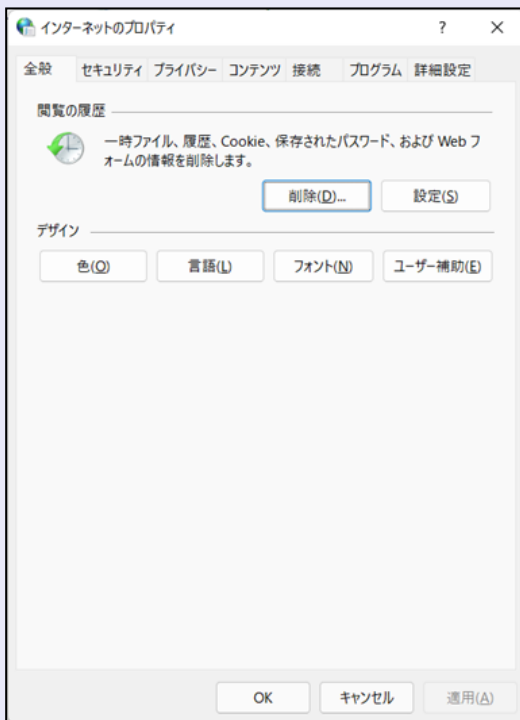 インターネットのプロパティ ? ×
全般 セキュリティ プライバシー コンテンツ 接続 プログラム 詳細設定
閲覧の履歴
一時ファイル、履歴、Cookie、保存されたパスワード、および Web フ
ォームの情報を削除します。
削除(D)... 設定(S)
デザイン
色(O) 言語(L) フォント(N) ユーザー補助(E)
OK キャンセル 適用(A)